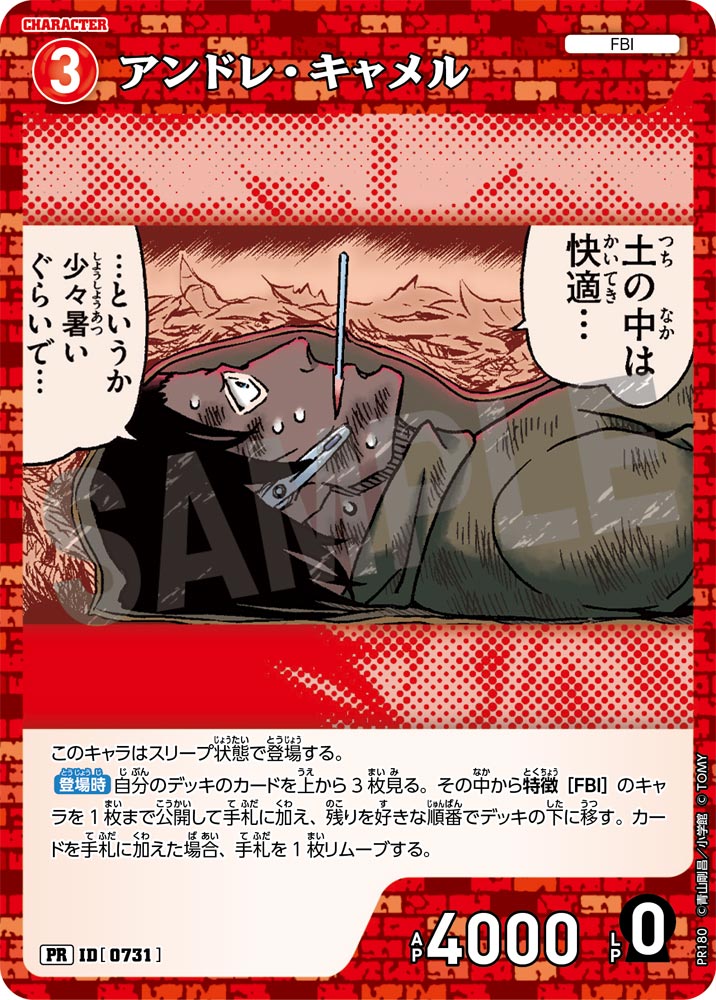 CHARACTER
3
アンドレ・キャメル
FBI
土の中は
快適…
…というか
少々暑い
ぐらいで…
SAMPLE
このキャラはスリープ状態で登場する。
登場時 自分のデッキのカードを上から3枚見る。その中から特徴［FBI］のキャ
ラを1枚まで公開して手札に加え、残りを好きな順番でデッキの下に移す。カー
ドを手札に加えた場合、手札を1枚リムーブする。
PR ID[0731]
AP 4000
LP 0
PR180 ©青山剛昌／小学館 ©TOMY